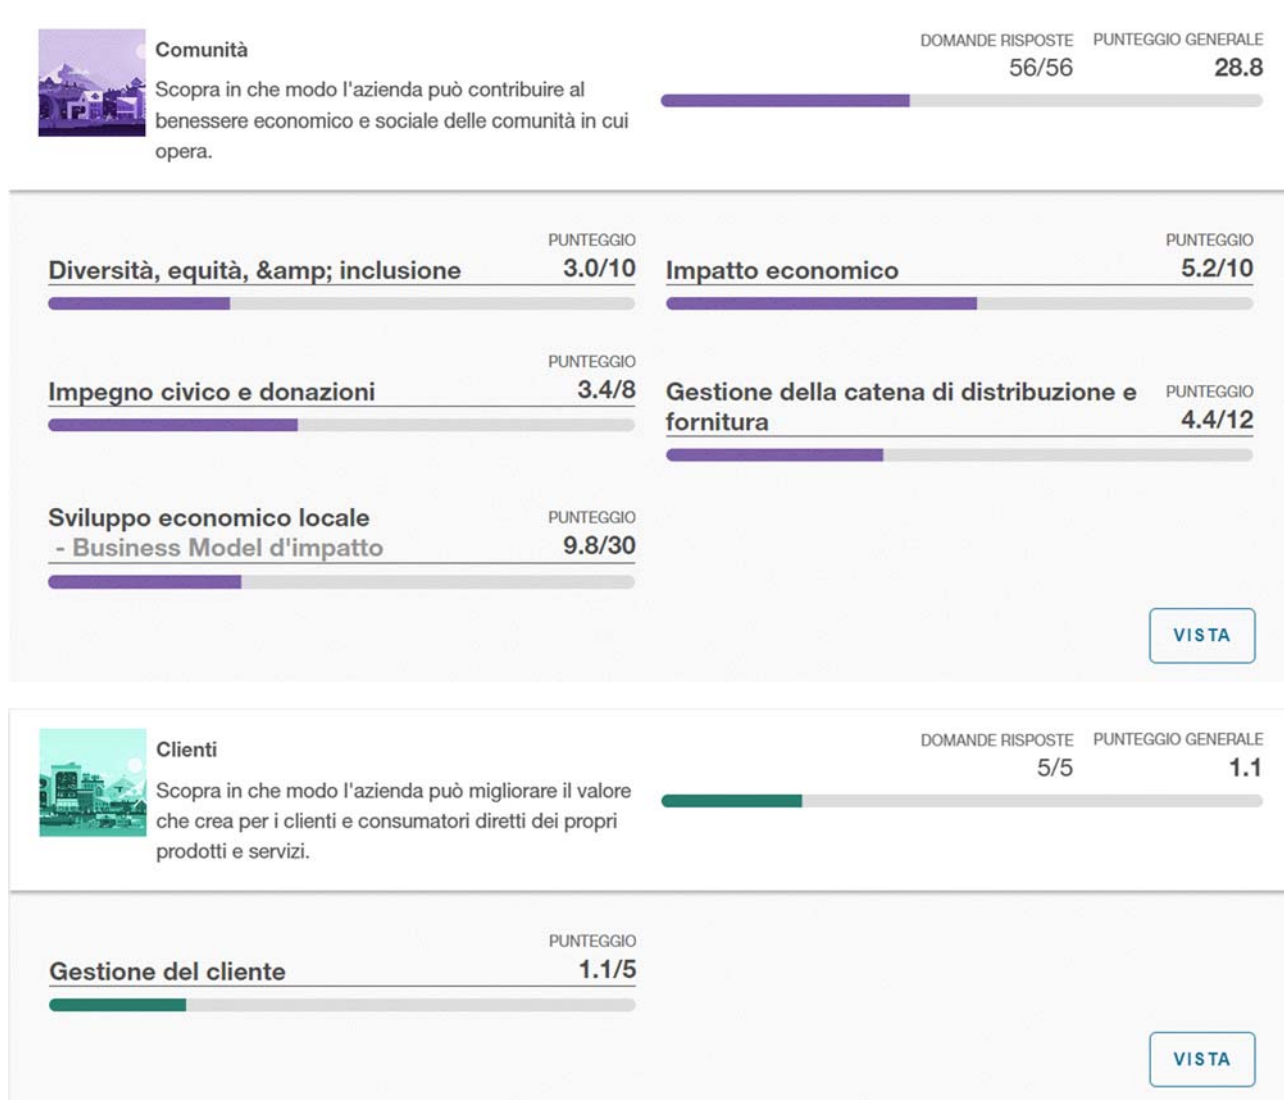 Comunità
Scopra in che modo l'azienda può contribuire al
benessere economico e sociale delle comunità in cui
opera.
DOMANDE RISPOSTE
56/56
PUNTEGGIO GENERALE
28.8
PUNTEGGIO
Diversità, equità, &amp; inclusione
3.0/10
PUNTEGGIO
Impatto economico
5.2/10
PUNTEGGIO
Impegno civico e donazioni
3.4/8
Gestione della catena di distribuzione e
fornitura
PUNTEGGIO
4.4/12
Sviluppo economico locale
- Business Model d'impatto
PUNTEGGIO
9.8/30
VISTA
Clienti
Scopra in che modo l'azienda può migliorare il valore
che crea per i clienti e consumatori diretti dei propri
prodotti e servizi.
DOMANDE RISPOSTE
5/5
PUNTEGGIO GENERALE
1.1
PUNTEGGIO
Gestione del cliente
1.1/5
VISTA